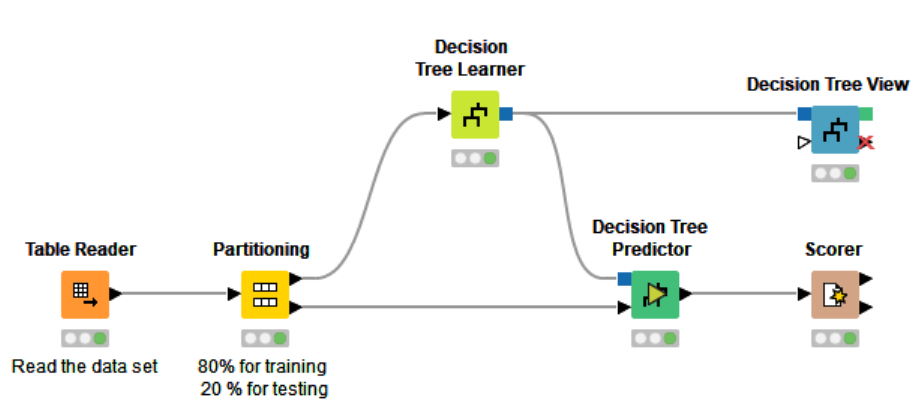 Decision
Tree Learner
Decision Tree View
Table Reader
Partitioning
Decision Tree
Predictor
Scorer
Read the data set
80% for training
20 % for testing